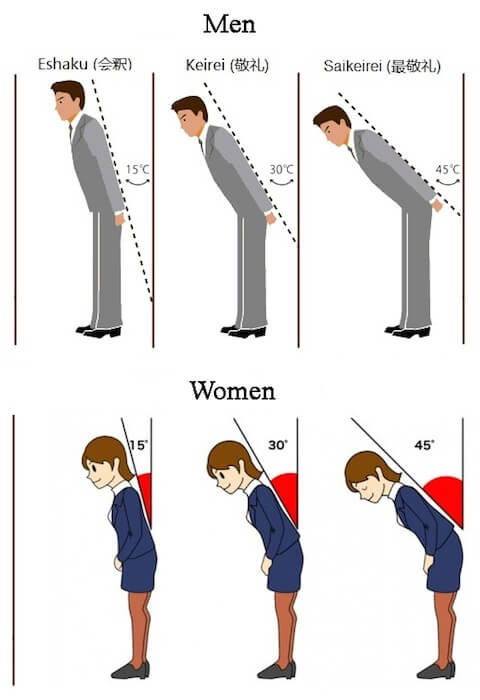 Men
Eshaku (会釈) Keirei (敬礼) Saikeirei (最敬礼)
15℃ 30℃ 45℃
Women
15° 30° 45°